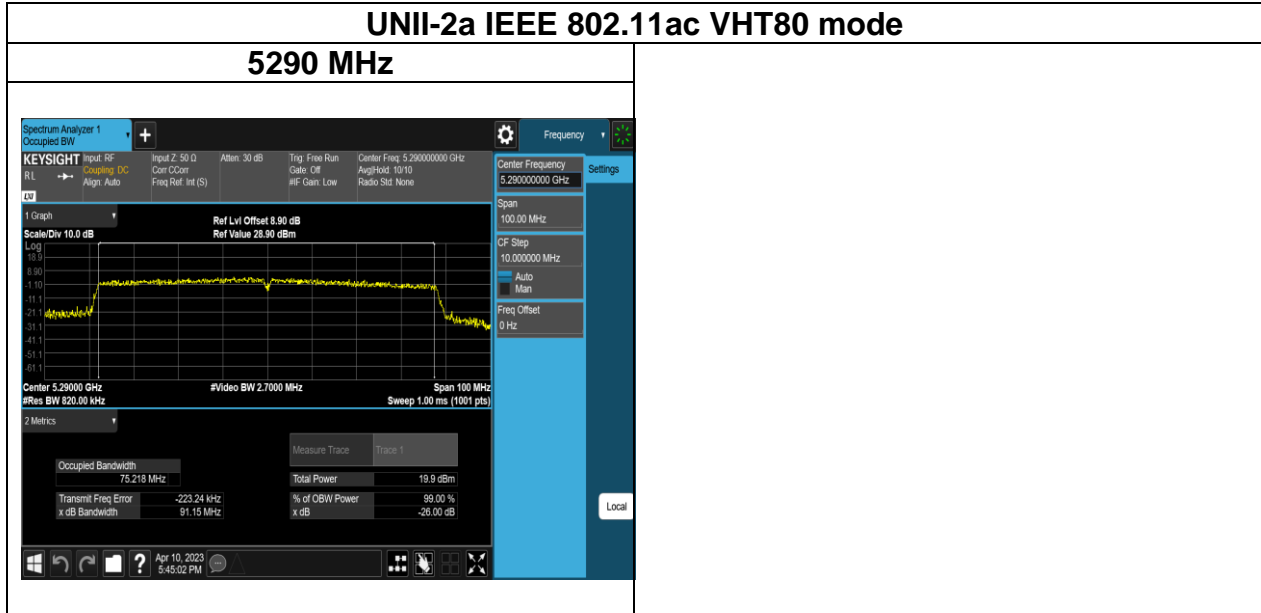 UNII-2a IEEE 802.11ac VHT80 mode
5290 MHz
Spectrum Analyzer 1
Occupied BW
+
Frequency
KEYSIGHT
RL
LXI
Input: RF
Coupling: DC
Align: Auto
Input Z: 50 Ω
Corr CCorr
Freq Ref: Int (S)
Atten: 30 dB
Trig: Free Run
Gate: Off
#IF Gain: Low
Center Freq: 5.290000000 GHz
Avg|Hold: 10/10
Radio Std: None
Center Frequency
5.290000000 GHz
Settings
Span
100.00 MHz
CF Step
10.000000 MHz
Auto
Man
Freq Offset
0 Hz
1 Graph
Scale/Div 10.0 dB
Ref Lvl Offset 8.90 dB
Ref Value 28.90 dBm
Log
18.9
8.90
-1.10
-11.1
-21.1
-31.1
-41.1
-51.1
-61.1
Center 5.29000 GHz
#Video BW 2.7000 MHz
Span 100 MHz
#Res BW 820.00 kHz
Sweep 1.00 ms (1001 pts)
2 Metrics
Measure Trace
Trace 1
Occupied Bandwidth
75.218 MHz
Total Power
19.9 dBm
Transmit Freq Error
-223.24 kHz
% of OBW Power
99.00 %
x dB Bandwidth
91.15 MHz
x dB
-26.00 dB
Local
?
Apr 10, 2023
5:45:02 PM